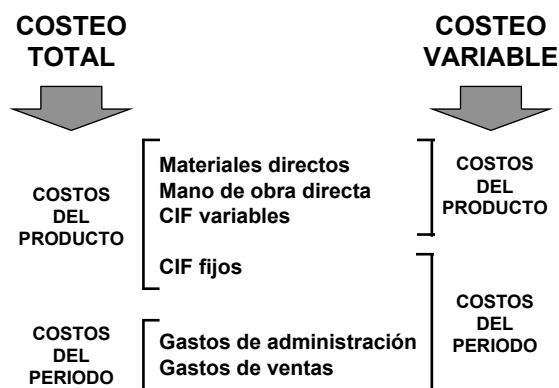 COSTEO
TOTAL
COSTEO
VARIABLE
COSTOS
DEL
PRODUCTO
Materiales directos
Mano de obra directa
CIF variables
CIF fijos
COSTOS
DEL
PRODUCTO
COSTOS
DEL
PERIODO
Gastos de administración
Gastos de ventas
COSTOS
DEL
PERIODO